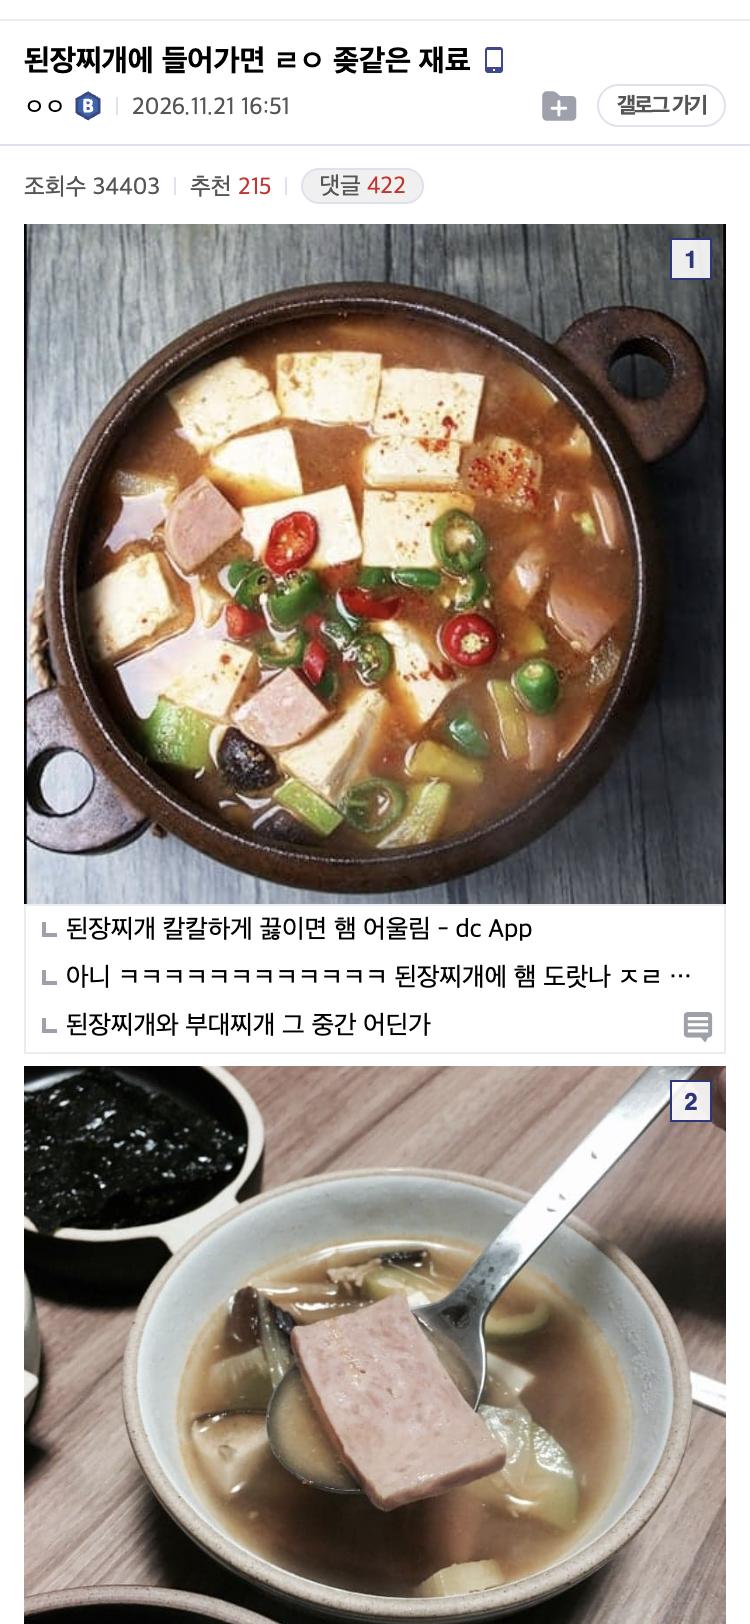 된장찌개에 들어가면 ㄹㅇ 좆같은 재료
ㅇㅇ B 2026.11.21 16:51 갤로그 가기
조회수 34403 추천 215 댓글 422
1
ㄴ 된장찌개 칼칼하게 끓이면 햄 어울림 - dc App
ㄴ 아니 ㅋㅋㅋㅋㅋㅋㅋㅋㅋㅋㅋㅋ 된장찌개에 햄 도랏나 ㅈㄹ ···
ㄴ 된장찌개와 부대찌개 그 중간 어딘가
2